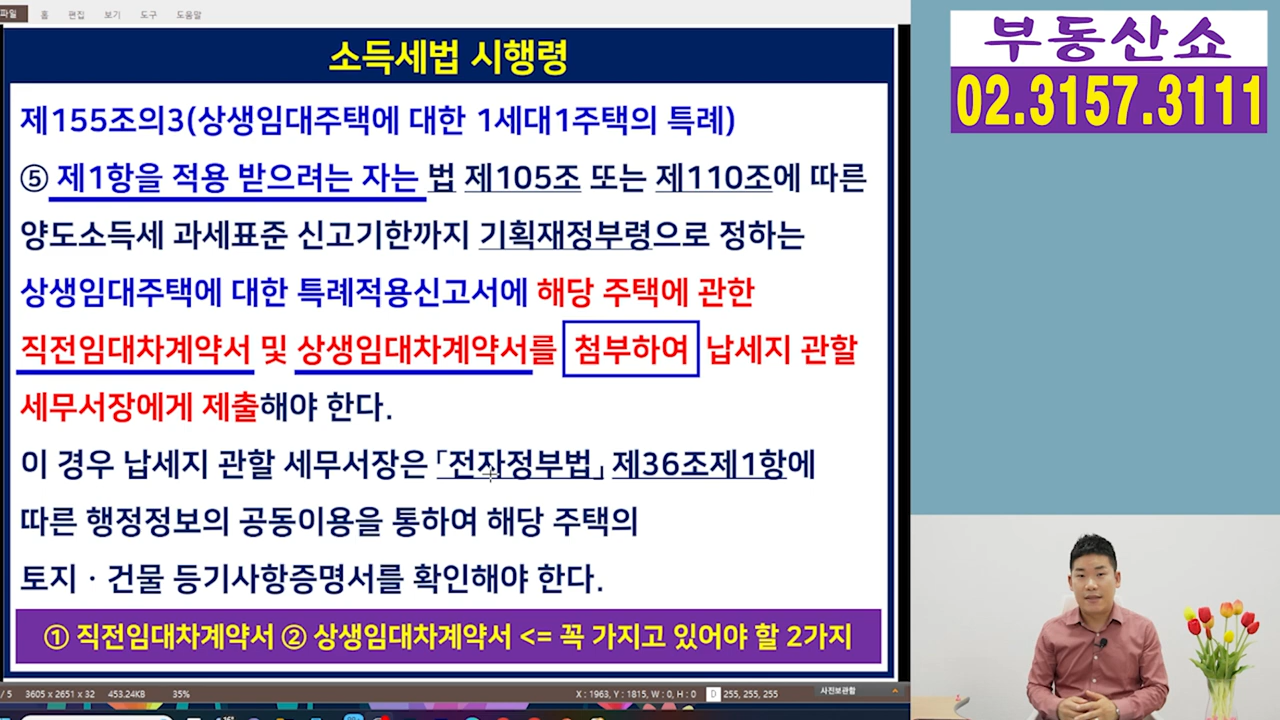 파일 홈 편집 보기 도구 도움말
소득세법 시행령
제155조의3(상생임대주택에 대한 1세대1주택의 특례)
⑤ 제1항을 적용 받으려는 자는 법 제105조 또는 제110조에 따른
양도소득세 과세표준 신고기한까지 기획재정부령으로 정하는
상생임대주택에 대한 특례적용신고서에 해당 주택에 관한
직전임대차계약서 및 상생임대차계약서를 첨부하여 납세지 관할
세무서장에게 제출해야 한다.
이 경우 납세지 관할 세무서장은 「전자정부법」 제36조제1항에
따른 행정정보의 공동이용을 통하여 해당 주택의
토지ㆍ건물 등기사항증명서를 확인해야 한다.
① 직전임대차계약서 ② 상생임대차계약서 <= 꼭 가지고 있어야 할 2가지
/ 5 3605 x 2651 x 32 453.24KB 35% X : 1963, Y : 1815, W : 0, H : 0 D 255, 255, 255 사진보관함
부동산쇼
02.3157.3111